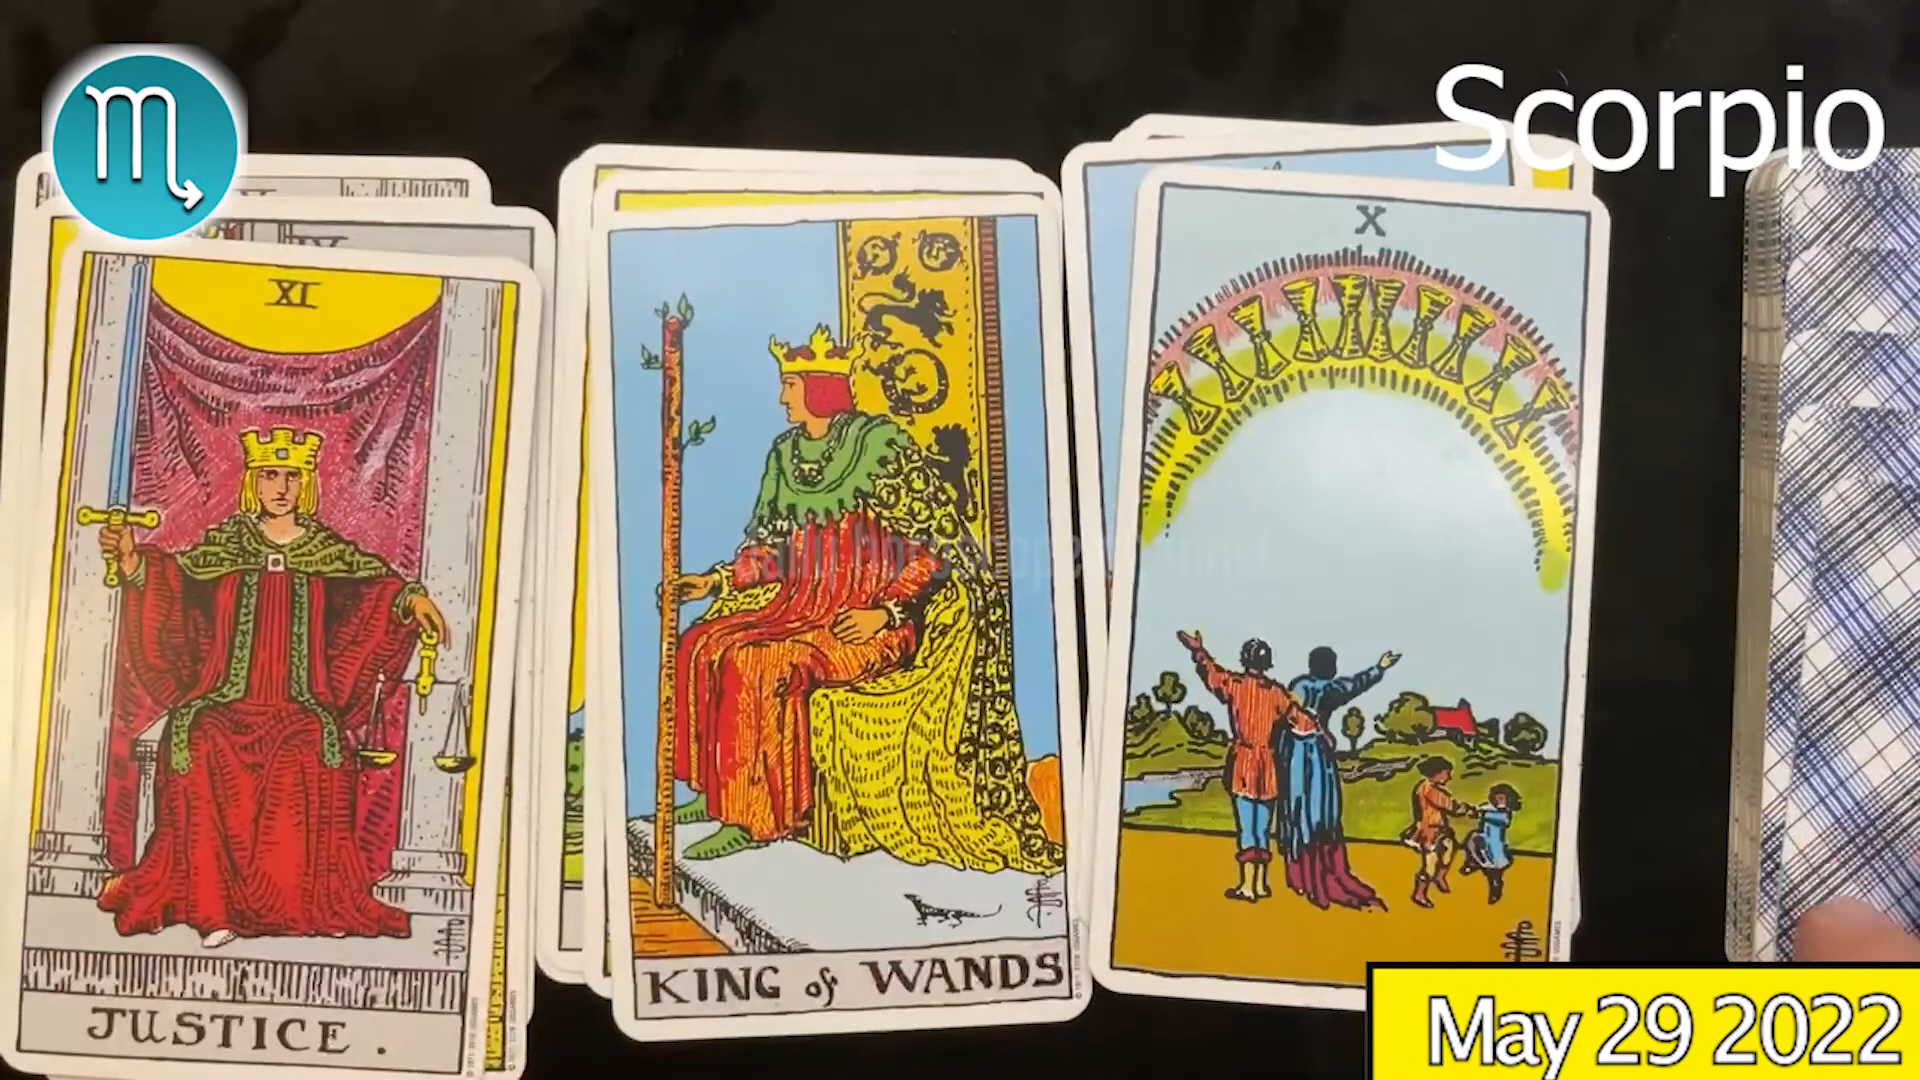 Scorpio
XI
X
JUSTICE .
KING of WANDS
May 29 2022